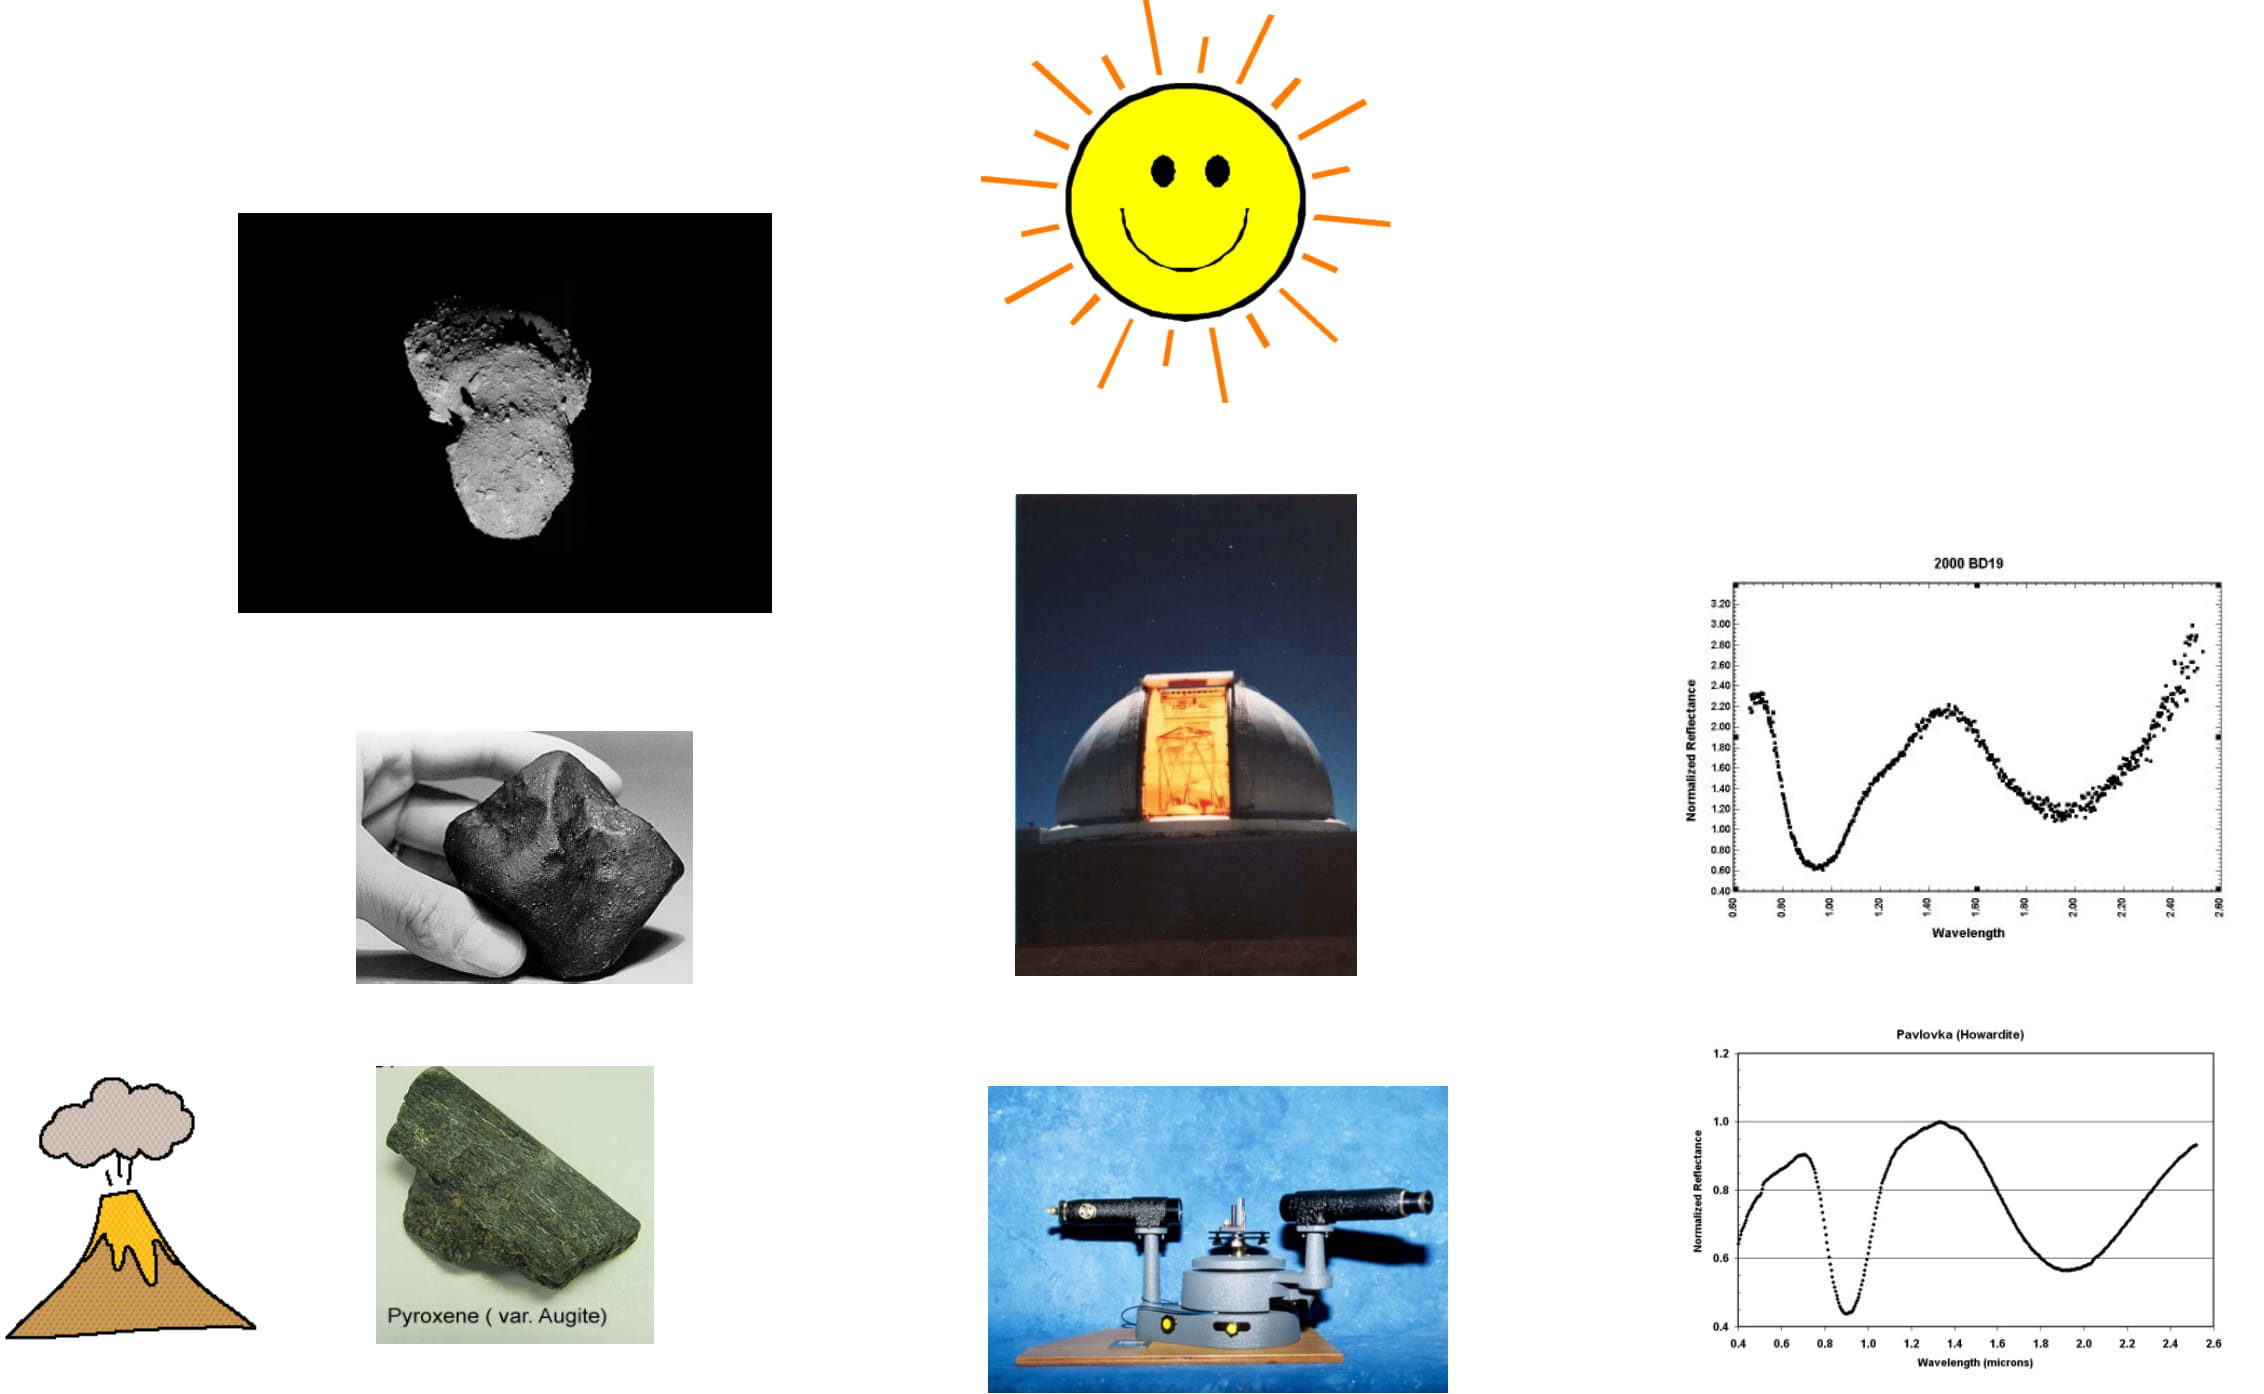 2000 BD19
Normalized Reflectance
3.20
3.00
2.80
2.60
2.40
2.20
2.00
1.80
1.60
1.40
1.20
1.00
0.80
0.60
0.40
0.60 0.80 1.00 1.20 1.40 1.60 1.80 2.00 2.20 2.40 2.60
Wavelength
Pavlovka (Howardite)
Normalized Reflectance
1.2
1.0
0.8
0.6
0.4
0.4 0.6 0.8 1.0 1.2 1.4 1.6 1.8 2.0 2.2 2.4 2.6
Wavelength (microns)
Pyroxene ( var. Augite)